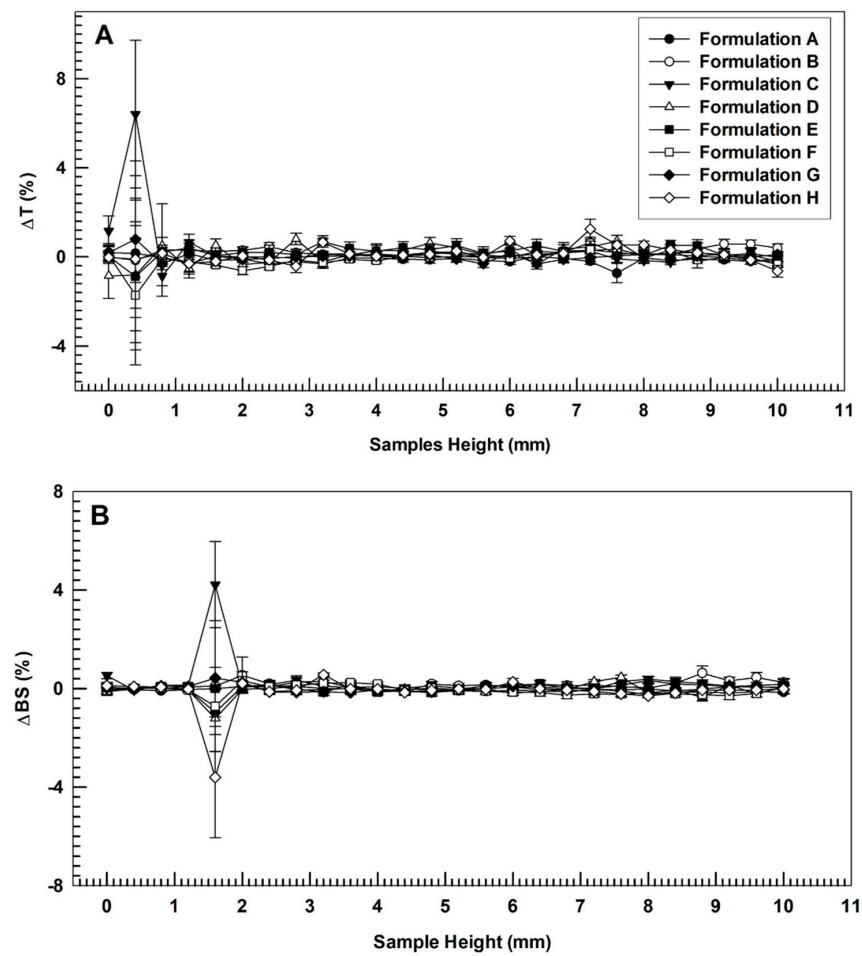 A
Formulation A
Formulation B
Formulation C
Formulation D
Formulation E
Formulation F
Formulation G
Formulation H
8
4
0
-4
ΔT (%)
0 1 2 3 4 5 6 7 8 9 10 11
Samples Height (mm)
B
8
4
0
-4
-8
ΔBS (%)
0 1 2 3 4 5 6 7 8 9 10 11
Sample Height (mm)